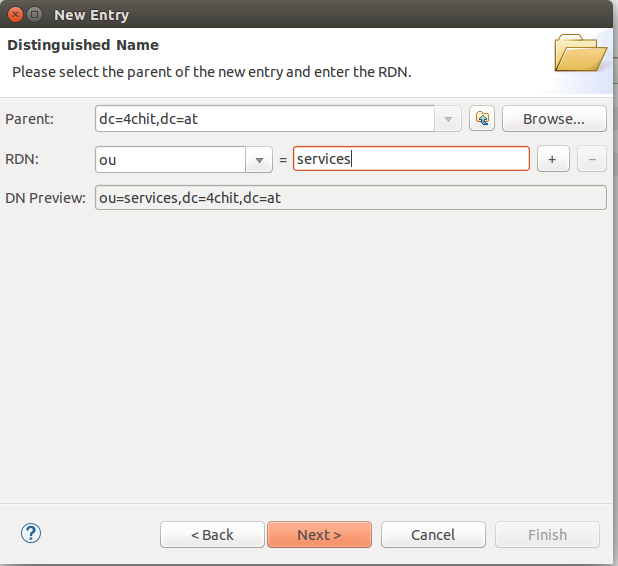 New Entry
Distinguished Name
Please select the parent of the new entry and enter the RDN.
Parent: dc=4chit,dc=at Browse...
RDN: ou = services + −
DN Preview: ou=services,dc=4chit,dc=at
? < Back Next > Cancel Finish